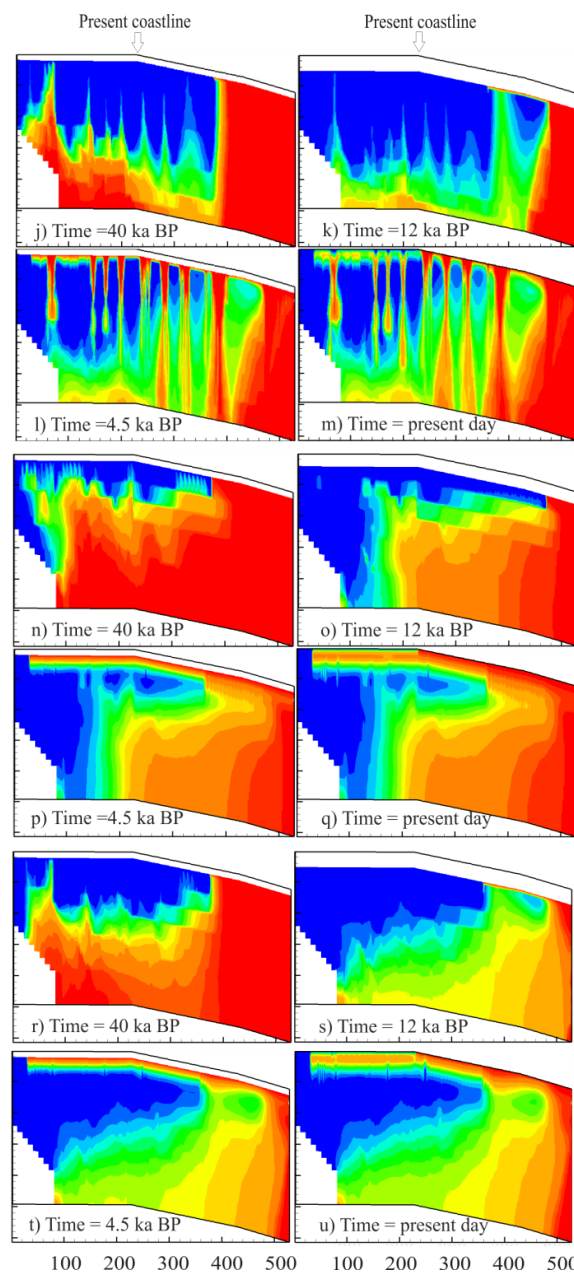 Present coastline Present coastline
j) Time =40 ka BP k) Time =12 ka BP
l) Time =4.5 ka BP m) Time = present day
n) Time = 40 ka BP o) Time =12 ka BP
p) Time =4.5 ka BP q) Time =present day
r) Time = 40 ka BP s) Time = 12 ka BP
t) Time =4.5 ka BP u) Time =present day
100 200 300 400 500 100 200 300 400 500